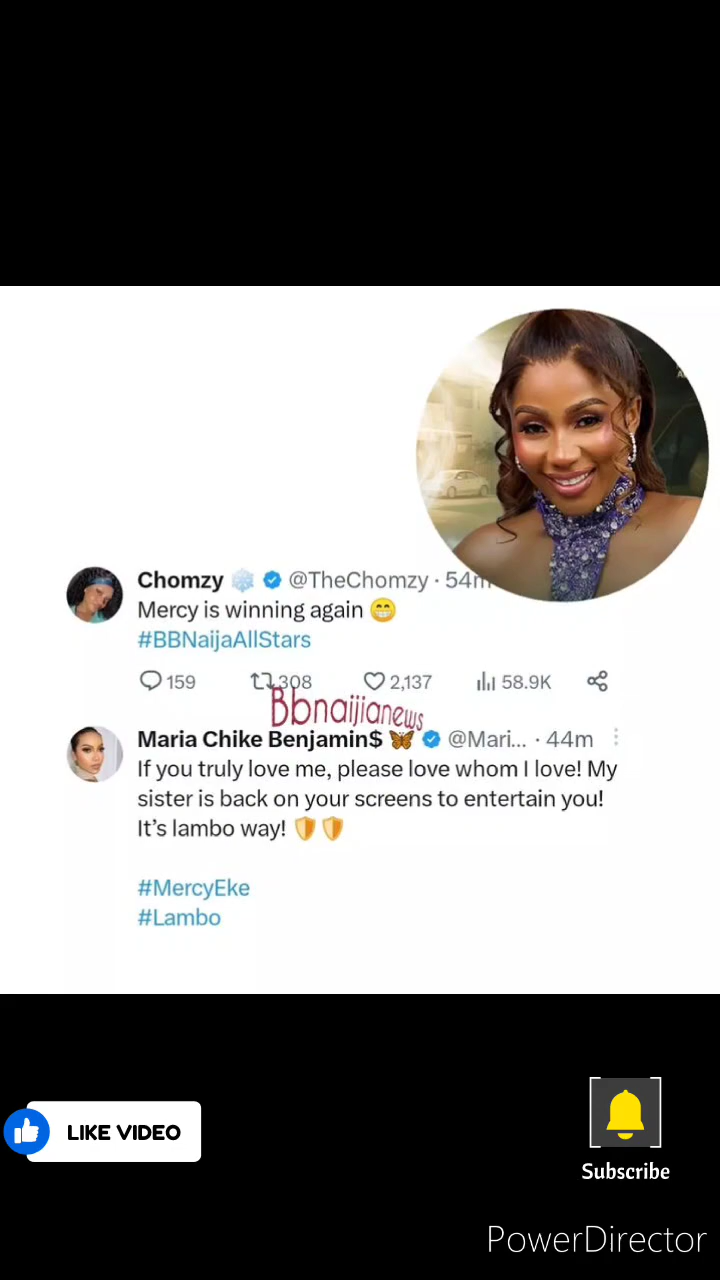 Chomzy ❄️ @TheChomzy · 54m
Mercy is winning again 😁
#BBNaijaAllStars
159 308 2,137 58.9K
Bbnaijianews
Maria Chike Benjamin$ 🦋 @Mari... · 44m
If you truly love me, please love whom I love! My
sister is back on your screens to entertain you!
It's lambo way! 🛡️🛡️
#MercyEke
#Lambo
LIKE VIDEO
Subscribe
PowerDirector